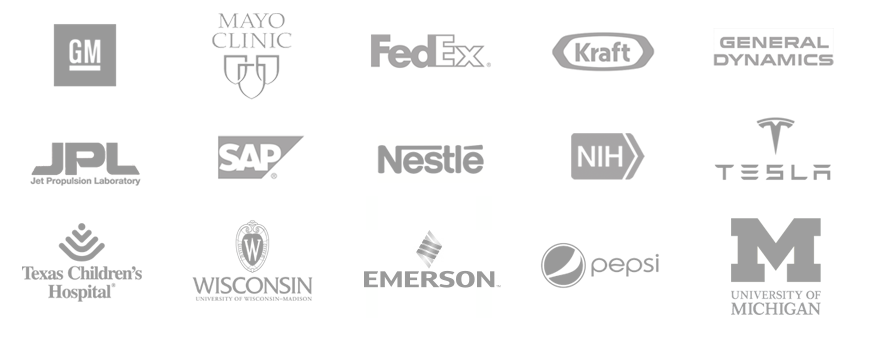 GM
MAYO
CLINIC
FedEx®
Kraft
GENERAL
DYNAMICS
JPL
Jet Propulsion Laboratory
SAP®
Nestlé
NIH
TESLA
Texas Children's
Hospital®
W
WISCONSIN
UNIVERSITY OF WISCONSIN–MADISON
EMERSON™
pepsi
M
UNIVERSITY OF
MICHIGAN